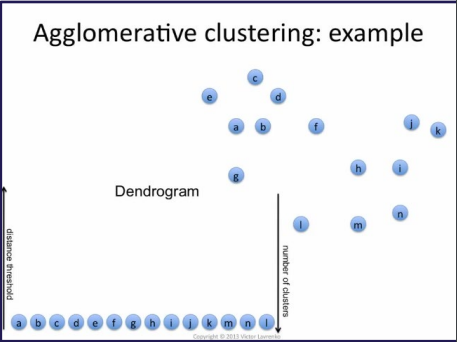 Agglomerative clustering: example
c
e
d
a
b
f
j
k
g
h
i
Dendrogram
l
m
n
distance threshold
number of clusters
a b c d e f g h i j k m n l
Copyright © 2013 Victor Lavrenko